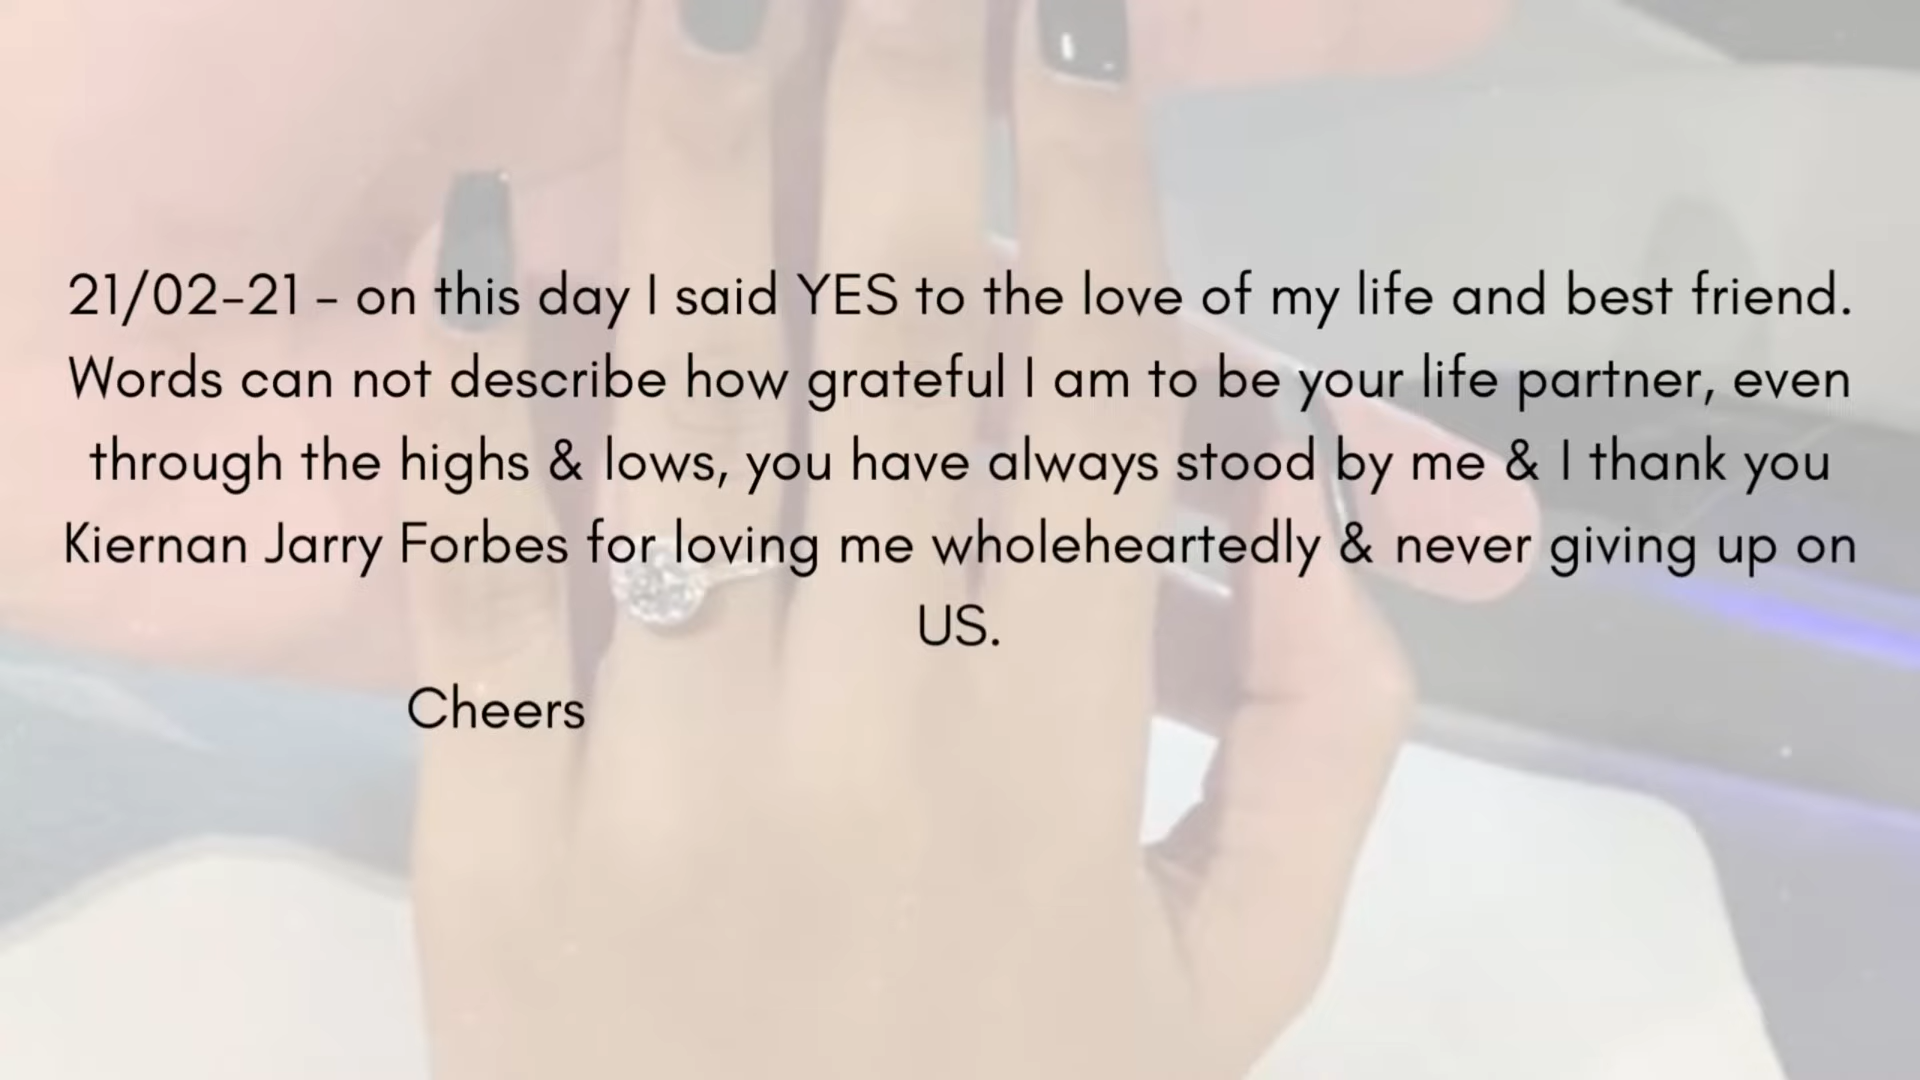 21/02-21 - on this day I said YES to the love of my life and best friend.
Words can not describe how grateful I am to be your life partner, even
through the highs & lows, you have always stood by me & I thank you
Kiernan Jarry Forbes for loving me wholeheartedly & never giving up on
US.
Cheers